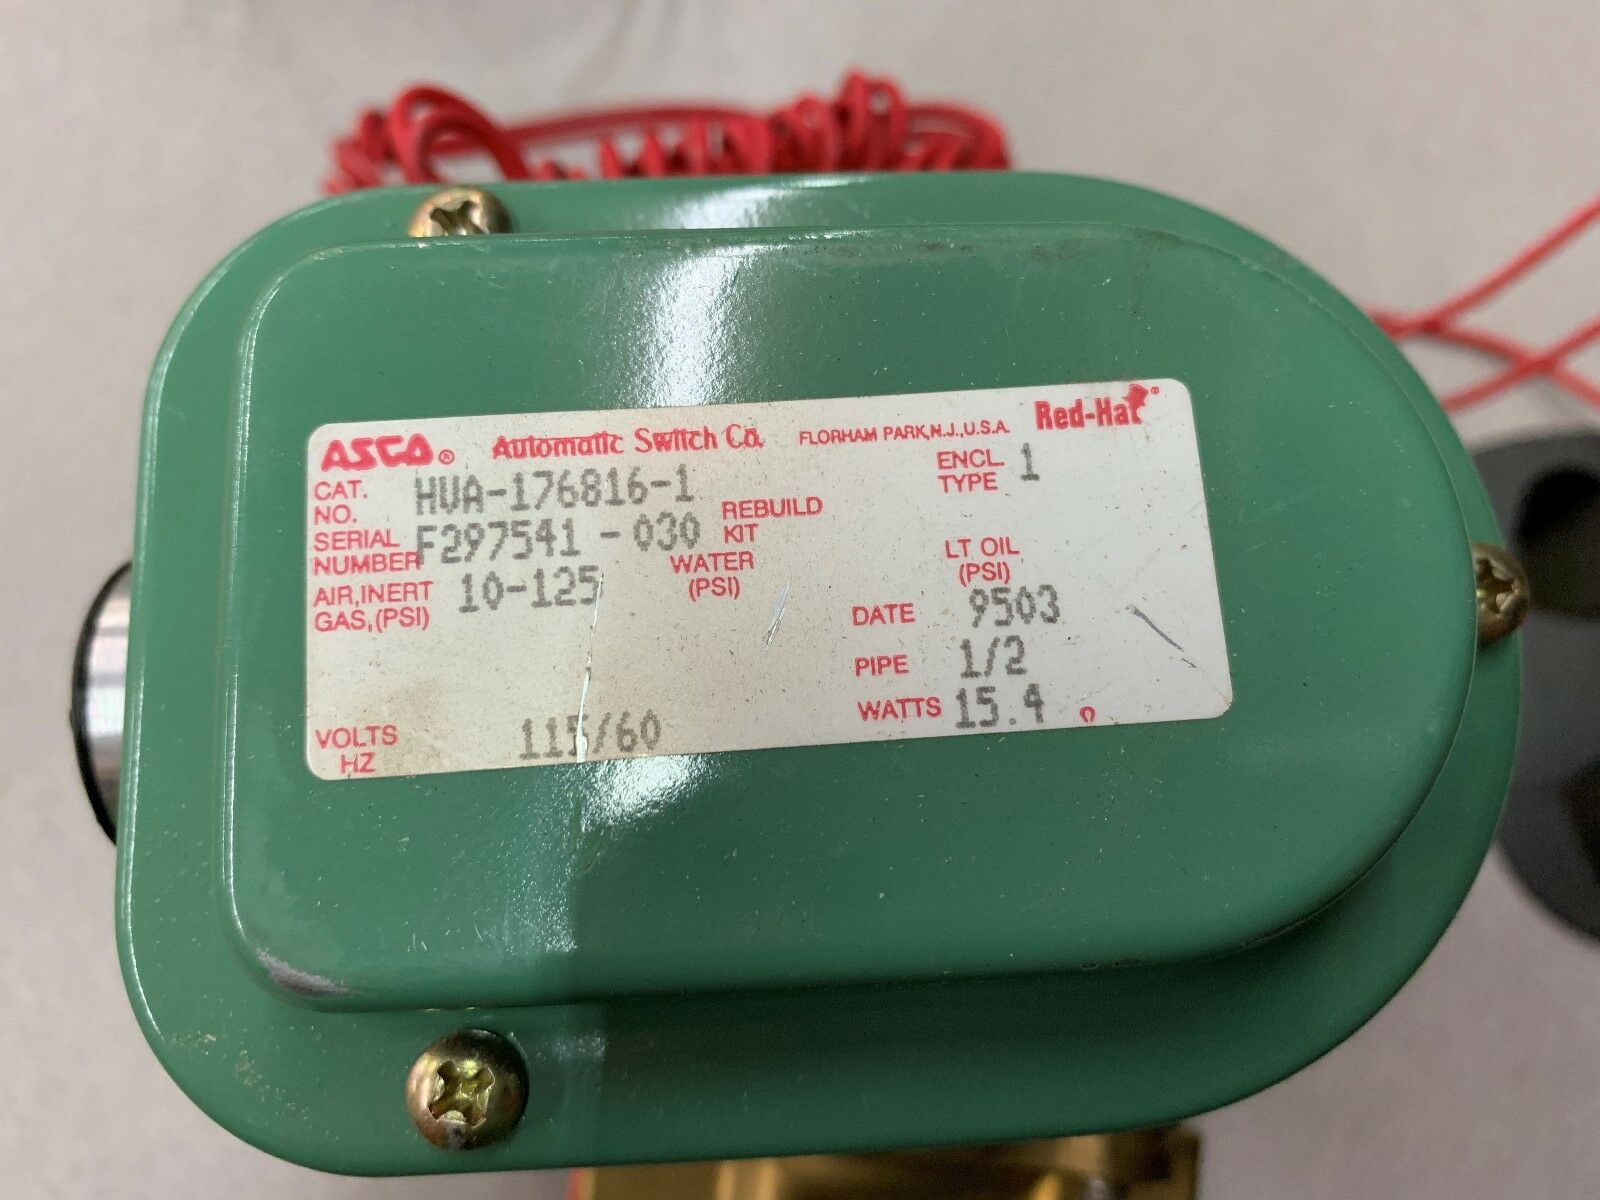 ASCO® Automatic Switch Co. FLORHAM PARK, N.J., U.S.A. Red-Hat®
CAT. NO. HVA-176816-1 ENCL. TYPE 1
SERIAL NUMBER F297541-030 REBUILD KIT
AIR, INERT GAS, (PSI) 10-125 WATER (PSI) LT OIL (PSI)
DATE 9503
PIPE 1/2
VOLTS HZ 115/60 WATTS 15.4